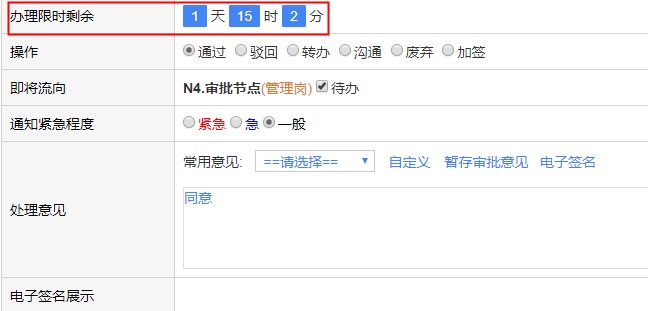 办理限时剩余 1 天 15 时 2 分
操作 通过 驳回 转办 沟通 废弃 加签
即将流向 N4.审批节点(管理岗) 待办
通知紧急程度 紧急 急 一般
常用意见: ==请选择== 自定义 暂存审批意见 电子签名
处理意见
同意
电子签名展示